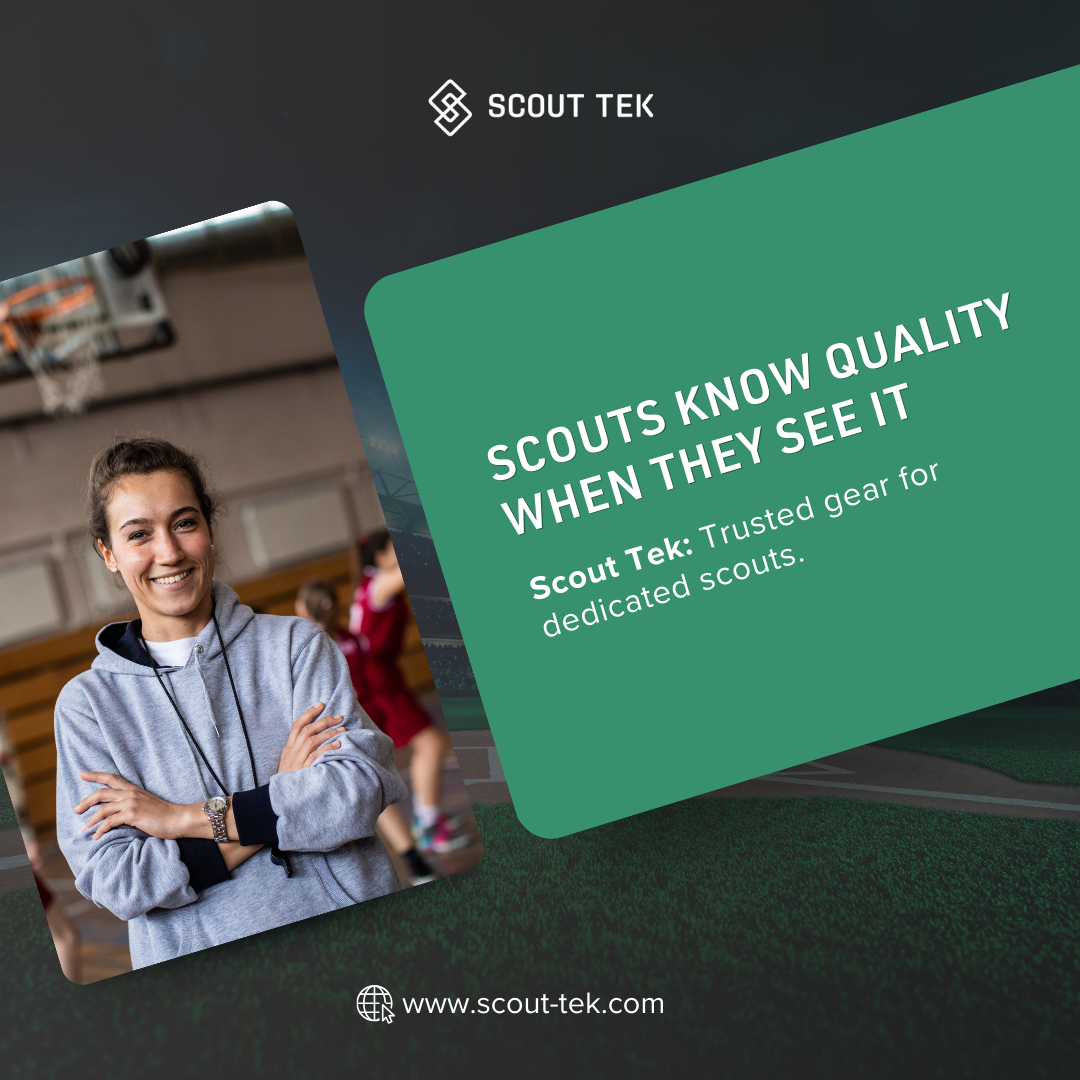 SCOUT TEK
SCOUTS KNOW QUALITY
WHEN THEY SEE IT
Scout Tek: Trusted gear for
dedicated scouts.
www.scout-tek.com